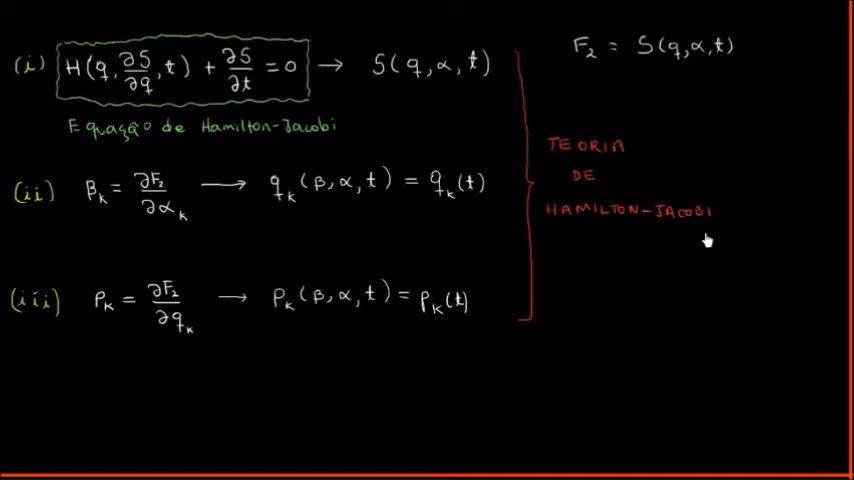 (i) H(q, ∂S/∂q, t) + ∂S/∂t = 0 → S(q, α, t)
Equação de Hamilton-Jacobi
(ii) βₖ = ∂F₂/∂αₖ → qₖ(β, α, t) = qₖ(t)
(iii) Pₖ = ∂F₂/∂qₖ → Pₖ(β, α, t) = Pₖ(t)
F₂ = S(q, α, t)
TEORIA
DE
HAMILTON-JACOBI